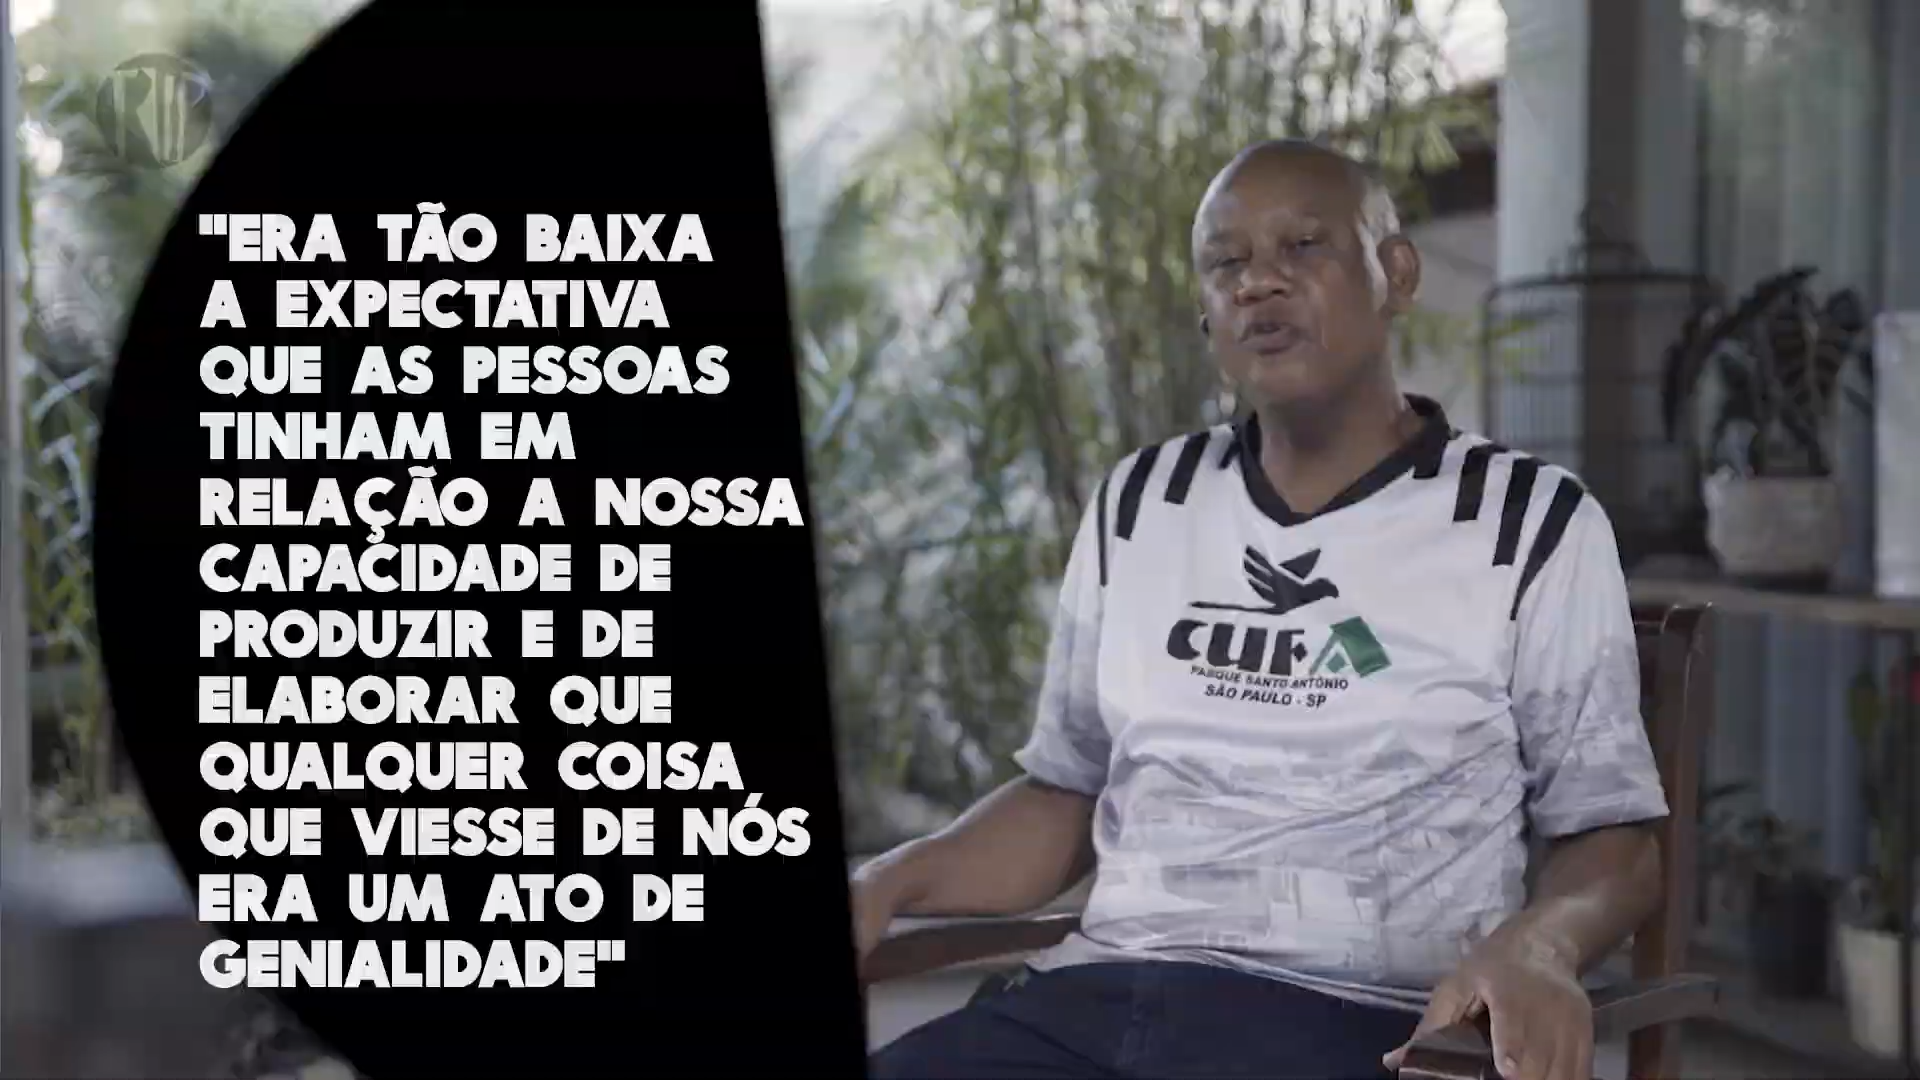 "ERA TÃO BAIXA
A EXPECTATIVA
QUE AS PESSOAS
TINHAM EM
RELAÇÃO A NOSSA
CAPACIDADE DE
PRODUZIR E DE
ELABORAR QUE
QUALQUER COISA
QUE VIESSE DE NÓS
ERA UM ATO DE
GENIALIDADE"
CUFA
PARQUE SANTO ANTÔNIO
SÃO PAULO - SP